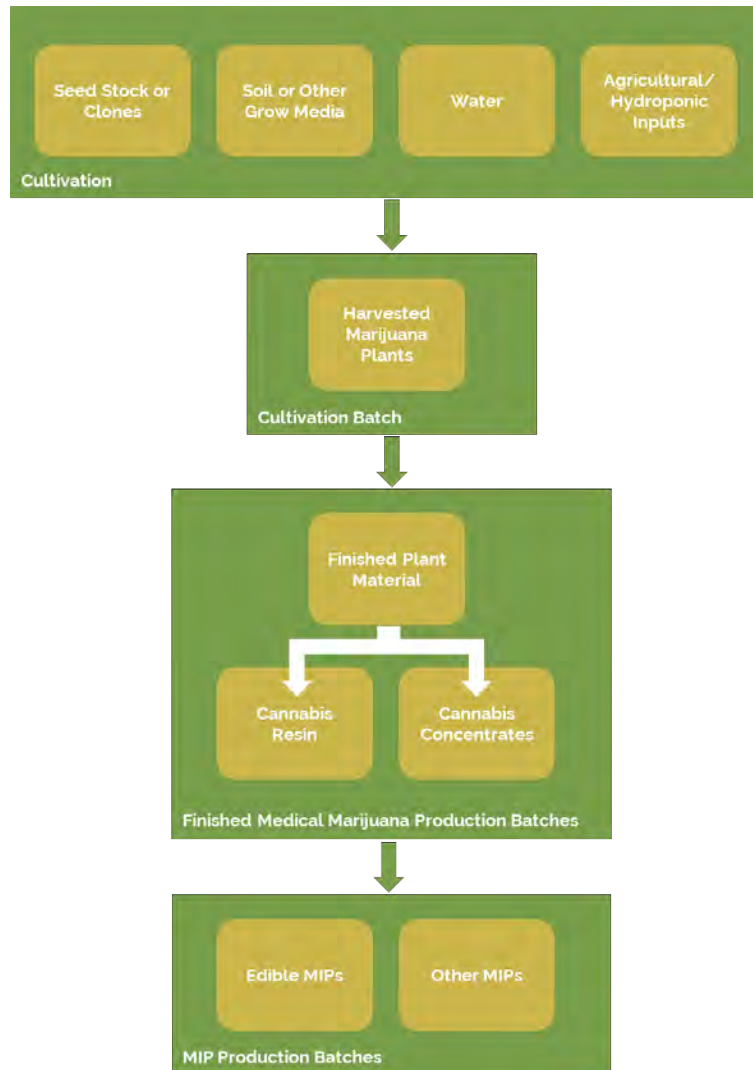 Seed Stock or
Clones
Soil or Other
Grow Media
Water
Agricultural/
Hydroponic
Inputs
Cultivation
Harvested
Marijuana
Plants
Cultivation Batch
Finished Plant
Material
Cannabis
Resin
Cannabis
Concentrates
Finished Medical Marijuana Production Batches
Edible MIPs
Other MIPs
MIP Production Batches